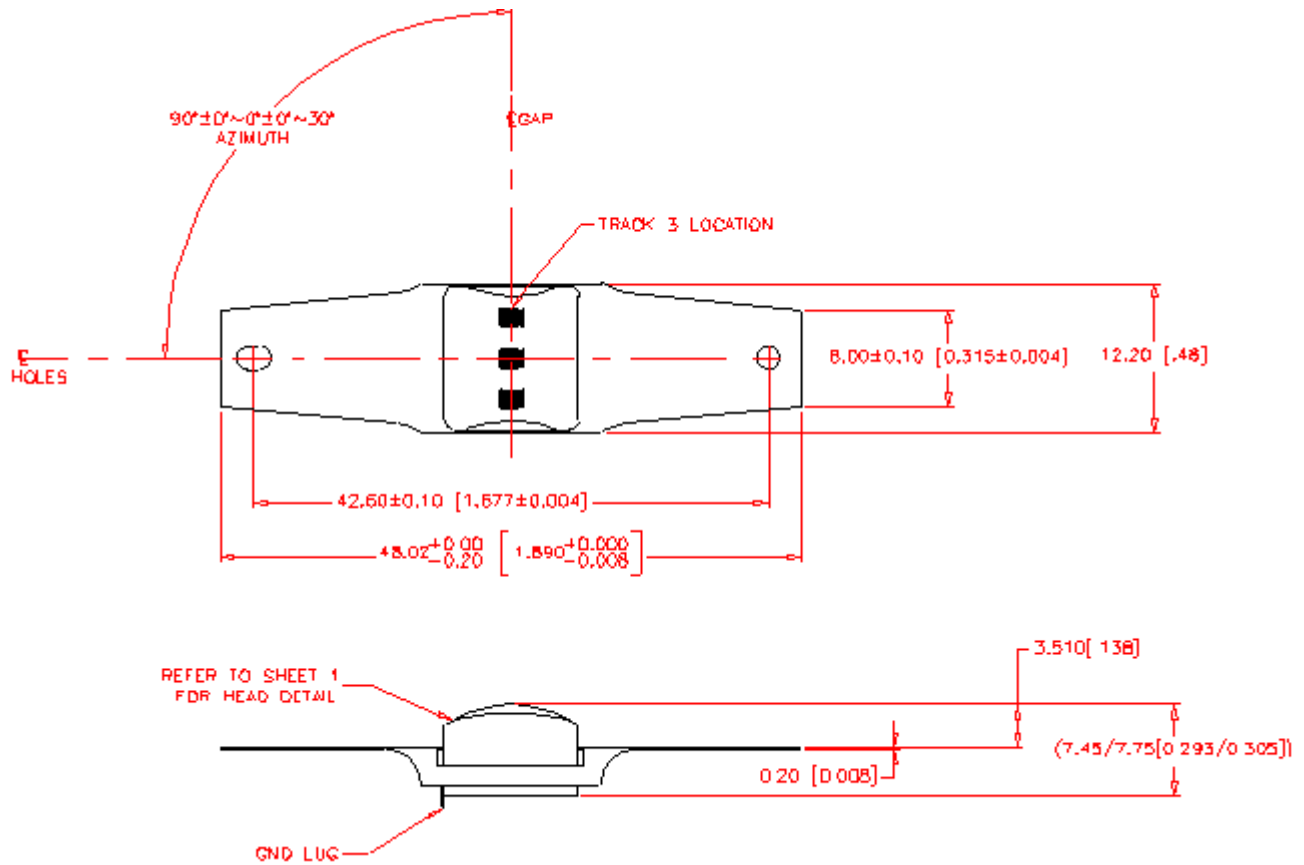 90°±0°~0°±0°~30°
AZIMUTH
℄GAP
TRACK 3 LOCATION
℄
HOLES
8.00±0.10 [0.315±0.004]
12.20 [.48]
42.60±0.10 [1.677±0.004]
48.02+0.00 -0.20 [1.890+0.000 -0.008]
3.510[.138]
REFER TO SHEET 1
FOR HEAD DETAIL
(7.45/7.75[0.293/0.305])
0.20 [0.008]
GND LUG